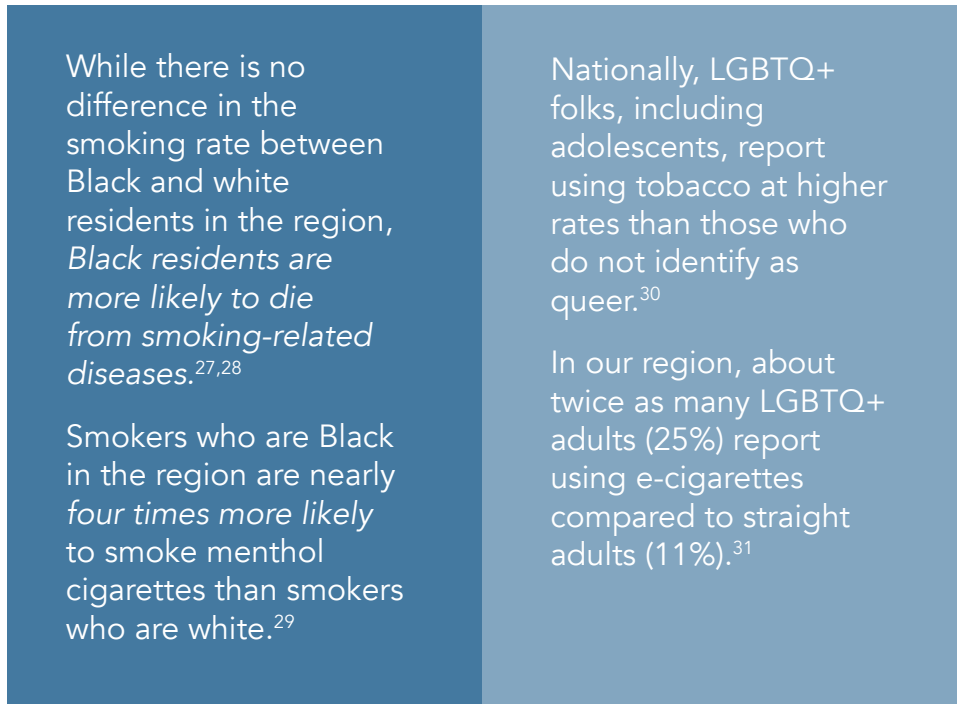 While there is no
difference in the
smoking rate between
Black and white
residents in the region,
Black residents are
more likely to die
from smoking-related
diseases.27,28
Smokers who are Black
in the region are nearly
four times more likely
to smoke menthol
cigarettes than smokers
who are white.29
Nationally, LGBTQ+
folks, including
adolescents, report
using tobacco at higher
rates than those who
do not identify as
queer.30
In our region, about
twice as many LGBTQ+
adults (25%) report
using e-cigarettes
compared to straight
adults (11%).31